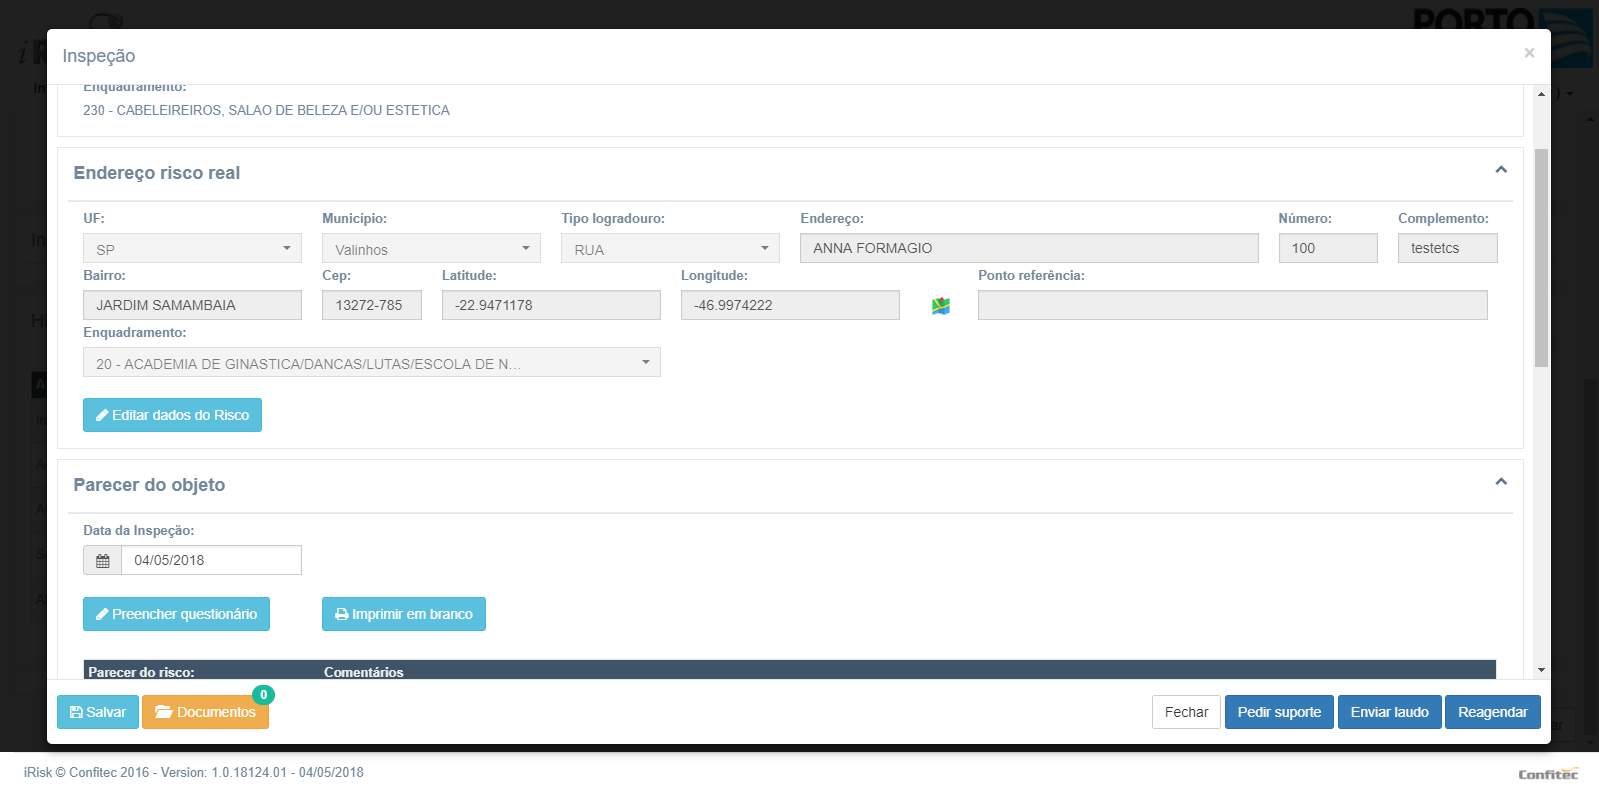 PORTO
Inspeção ×
Enquadramento:
230 - CABELEIREIROS, SALAO DE BELEZA E/OU ESTETICA
Endereço risco real
UF: Município: Tipo logradouro: Endereço: Número: Complemento:
SP Valinhos RUA ANNA FORMAGIO 100 testetcs
Bairro: Cep: Latitude: Longitude: Ponto referência:
JARDIM SAMAMBAIA 13272-785 -22.9471178 -46.9974222
Enquadramento:
20 - ACADEMIA DE GINASTICA/DANCAS/LUTAS/ESCOLA DE N...
Editar dados do Risco
Parecer do objeto
Data da Inspeção:
04/05/2018
Preencher questionário Imprimir em branco
Parecer do risco: Comentários
Salvar Documentos 0 Fechar Pedir suporte Enviar laudo Reagendar
iRisk © Confitec 2016 - Version: 1.0.18124.01 - 04/05/2018
Confitec